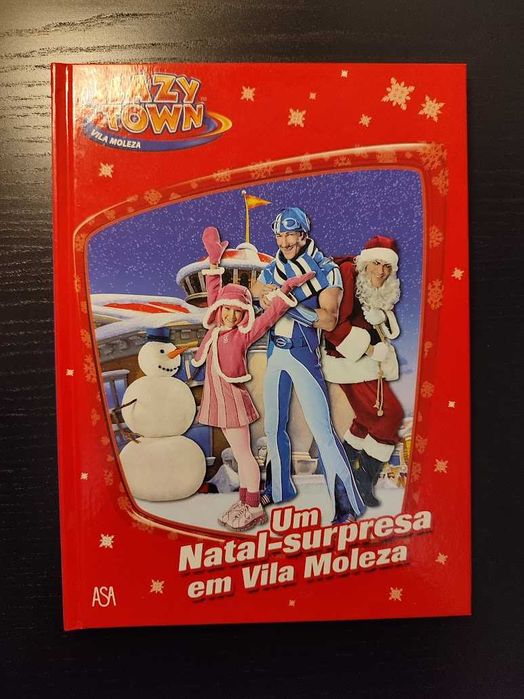 LAZY
TOWN
VILA MOLEZA
Um
Natal-surpresa
em Vila Moleza
ASA